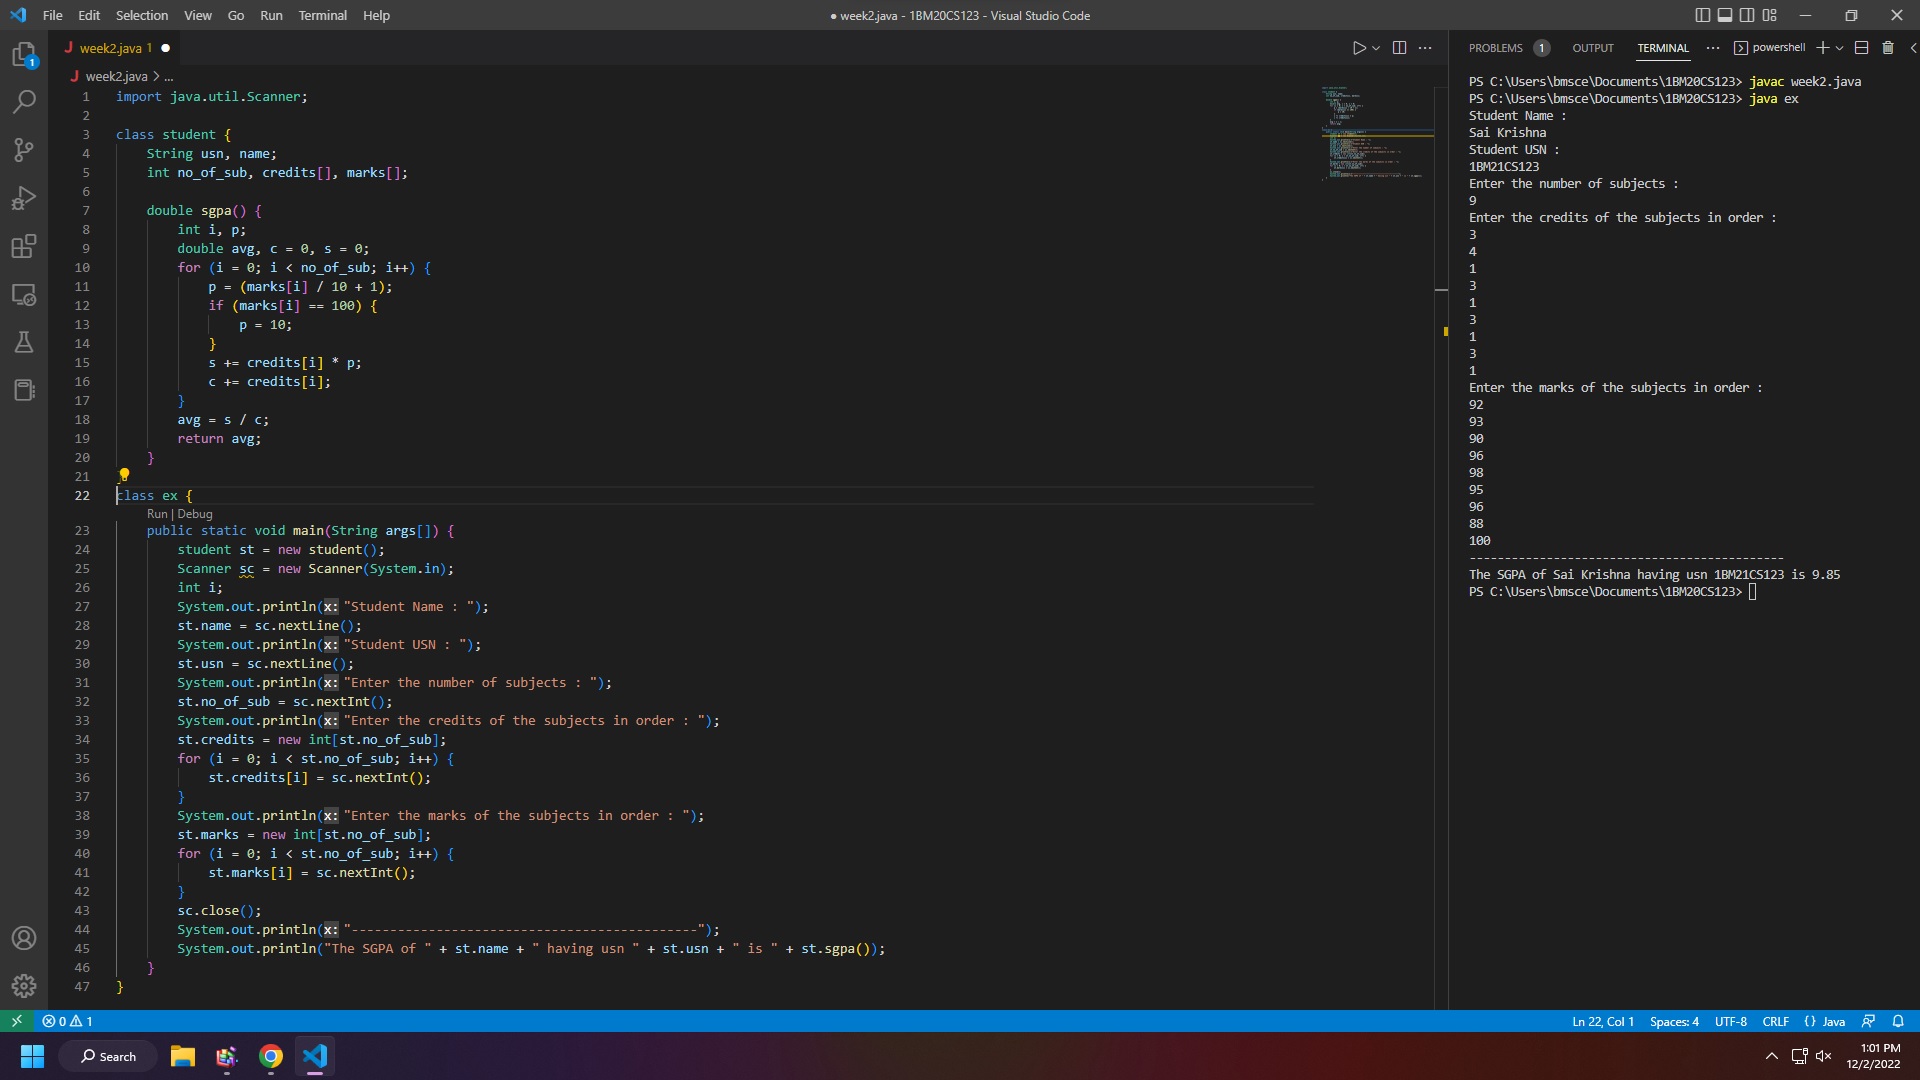 File Edit Selection View Go Run Terminal Help
● week2.java - 1BM20CS123 - Visual Studio Code
J week2.java 1 ●
J week2.java > ...
1 import java.util.Scanner;
2
3 class student {
4 String usn, name;
5 int no_of_sub, credits[], marks[];
6
7 double sgpa() {
8 int i, p;
9 double avg, c = 0, s = 0;
10 for (i = 0; i < no_of_sub; i++) {
11 p = (marks[i] / 10 + 1);
12 if (marks[i] == 100) {
13 p = 10;
14 }
15 s += credits[i] * p;
16 c += credits[i];
17 }
18 avg = s / c;
19 return avg;
20 }
21 }
22 class ex {
Run | Debug
23 public static void main(String args[]) {
24 student st = new student();
25 Scanner sc = new Scanner(System.in);
26 int i;
27 System.out.println(x: "Student Name : ");
28 st.name = sc.nextLine();
29 System.out.println(x: "Student USN : ");
30 st.usn = sc.nextLine();
31 System.out.println(x: "Enter the number of subjects : ");
32 st.no_of_sub = sc.nextInt();
33 System.out.println(x: "Enter the credits of the subjects in order : ");
34 st.credits = new int[st.no_of_sub];
35 for (i = 0; i < st.no_of_sub; i++) {
36 st.credits[i] = sc.nextInt();
37 }
38 System.out.println(x: "Enter the marks of the subjects in order : ");
39 st.marks = new int[st.no_of_sub];
40 for (i = 0; i < st.no_of_sub; i++) {
41 st.marks[i] = sc.nextInt();
42 }
43 sc.close();
44 System.out.println(x: "---------------------------------------------");
45 System.out.println("The SGPA of " + st.name + " having usn " + st.usn + " is " + st.sgpa());
46 }
47 }
PROBLEMS 1 OUTPUT TERMINAL ... powershell
PS C:\Users\bmsce\Documents\1BM20CS123> javac week2.java
PS C:\Users\bmsce\Documents\1BM20CS123> java ex
Student Name :
Sai Krishna
Student USN :
1BM21CS123
Enter the number of subjects :
9
Enter the credits of the subjects in order :
3
4
1
3
1
3
1
3
1
Enter the marks of the subjects in order :
92
93
90
96
98
95
96
88
100
---------------------------------------------
The SGPA of Sai Krishna having usn 1BM21CS123 is 9.85
PS C:\Users\bmsce\Documents\1BM20CS123>
1
0 1
Ln 22, Col 1 Spaces: 4 UTF-8 CRLF {} Java
Search
1:01 PM
12/2/2022